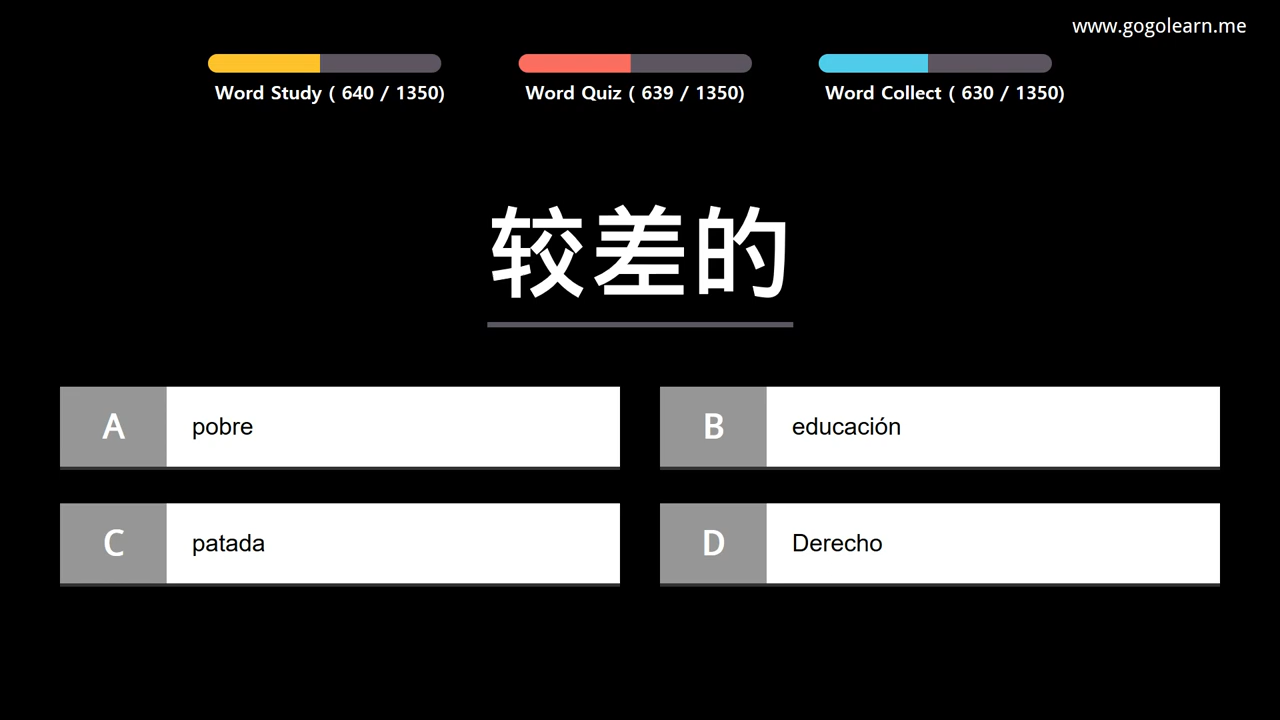 www.gogolearn.me
Word Study ( 640 / 1350)
Word Quiz ( 639 / 1350)
Word Collect ( 630 / 1350)
较差的
A pobre
B educación
C patada
D Derecho